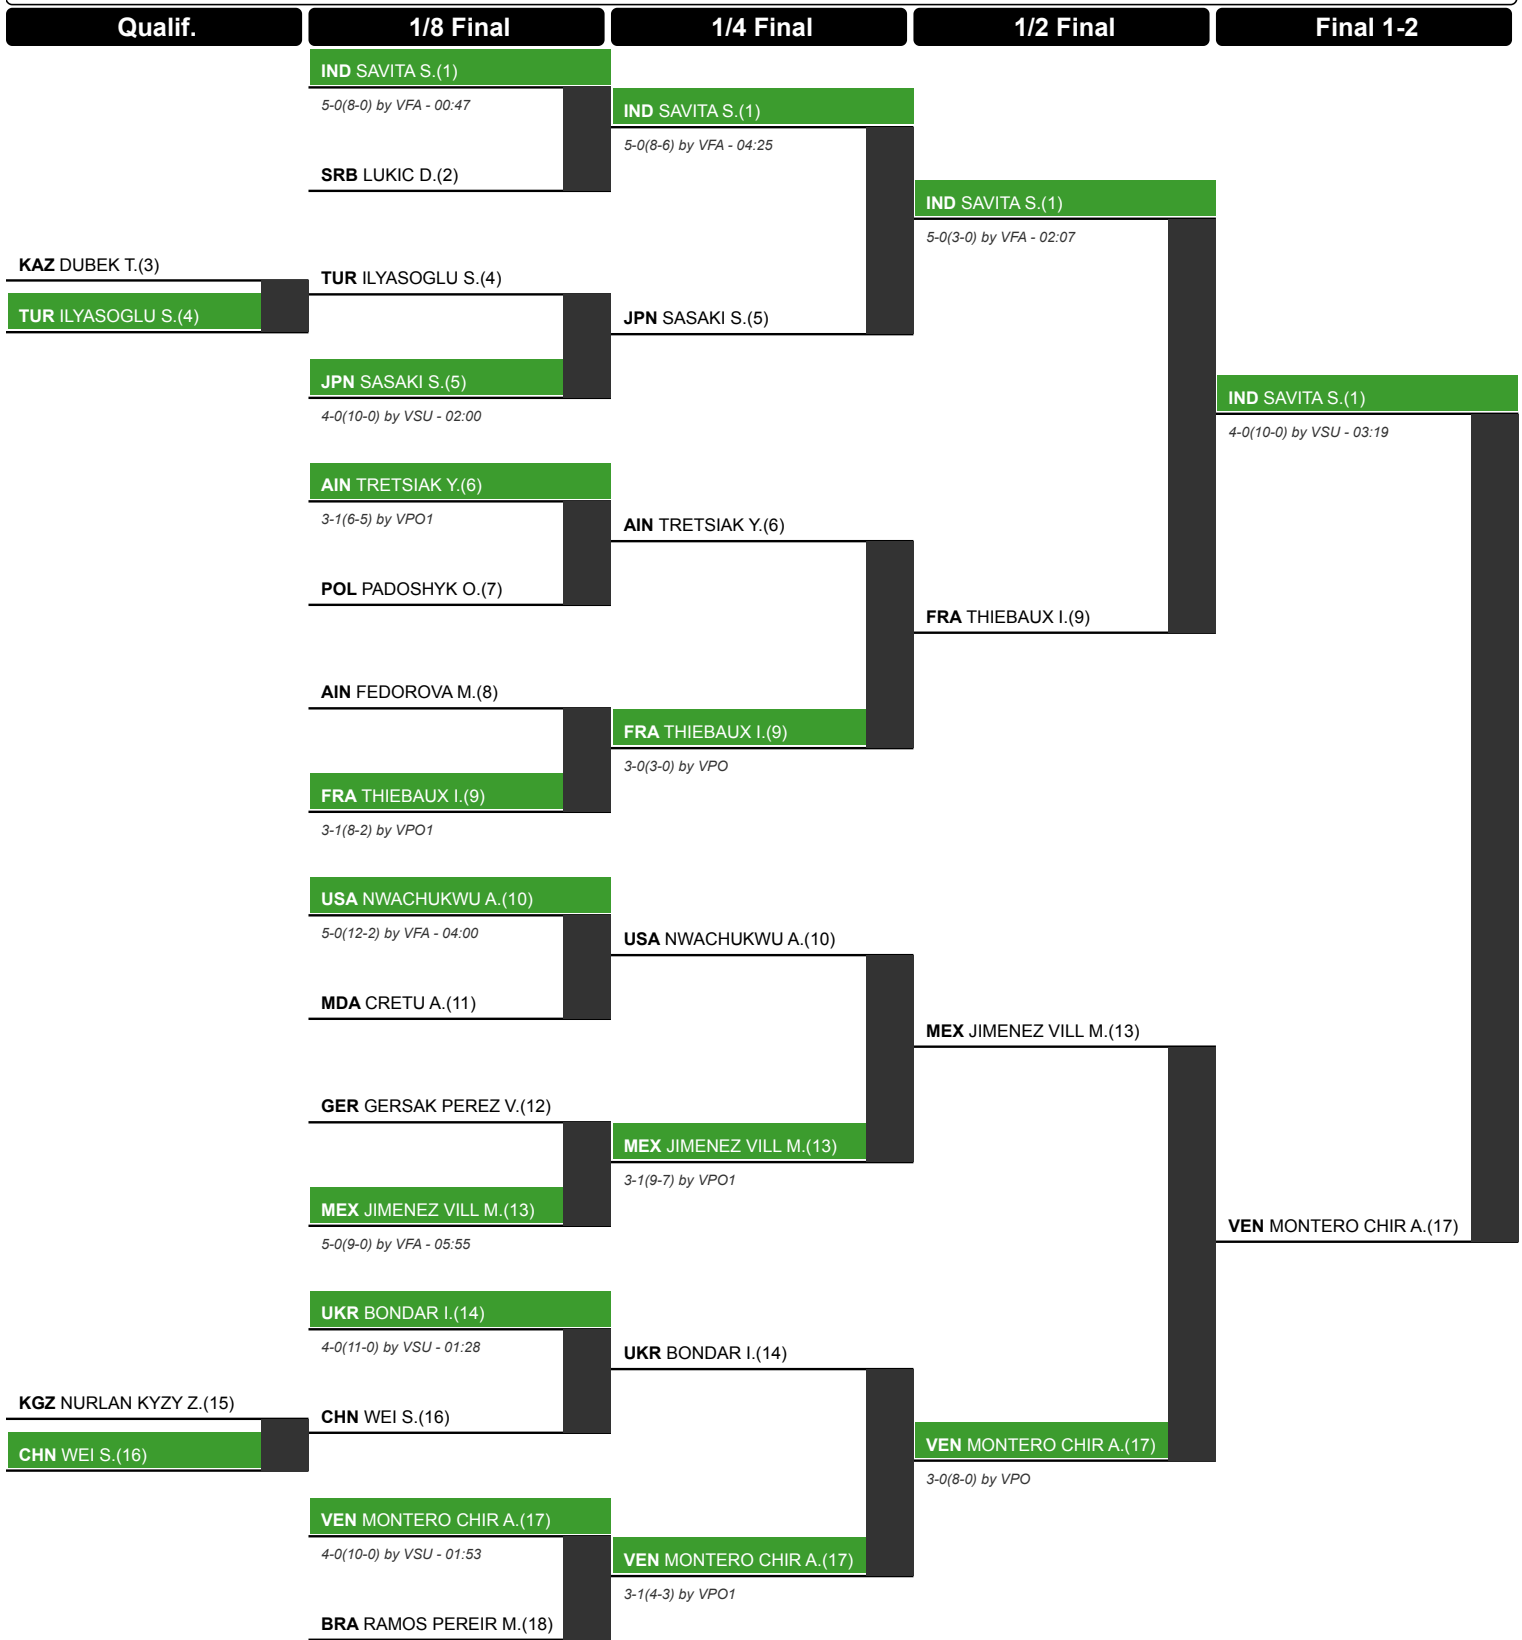 Qualif.
1/8 Final
1/4 Final
1/2 Final
Final 1-2
KAZ DUBEK T.(3)
TUR ILYASOGLU S.(4)
KGZ NURLAN KYZY Z.(15)
CHN WEI S.(16)
IND SAVITA S.(1)
5-0(8-0) by VFA - 00:47
SRB LUKIC D.(2)
TUR ILYASOGLU S.(4)
JPN SASAKI S.(5)
4-0(10-0) by VSU - 02:00
AIN TRETSIAK Y.(6)
3-1(6-5) by VPO1
POL PADOSHYK O.(7)
AIN FEDOROVA M.(8)
FRA THIEBAUX I.(9)
3-1(8-2) by VPO1
USA NWACHUKWU A.(10)
5-0(12-2) by VFA - 04:00
MDA CRETU A.(11)
GER GERSAK PEREZ V.(12)
MEX JIMENEZ VILL M.(13)
5-0(9-0) by VFA - 05:55
UKR BONDAR I.(14)
4-0(11-0) by VSU - 01:28
CHN WEI S.(16)
VEN MONTERO CHIR A.(17)
4-0(10-0) by VSU - 01:53
BRA RAMOS PEREIR M.(18)
IND SAVITA S.(1)
5-0(8-6) by VFA - 04:25
JPN SASAKI S.(5)
AIN TRETSIAK Y.(6)
FRA THIEBAUX I.(9)
3-0(3-0) by VPO
USA NWACHUKWU A.(10)
MEX JIMENEZ VILL M.(13)
3-1(9-7) by VPO1
UKR BONDAR I.(14)
VEN MONTERO CHIR A.(17)
3-1(4-3) by VPO1
IND SAVITA S.(1)
5-0(3-0) by VFA - 02:07
FRA THIEBAUX I.(9)
MEX JIMENEZ VILL M.(13)
VEN MONTERO CHIR A.(17)
3-0(8-0) by VPO
IND SAVITA S.(1)
4-0(10-0) by VSU - 03:19
VEN MONTERO CHIR A.(17)